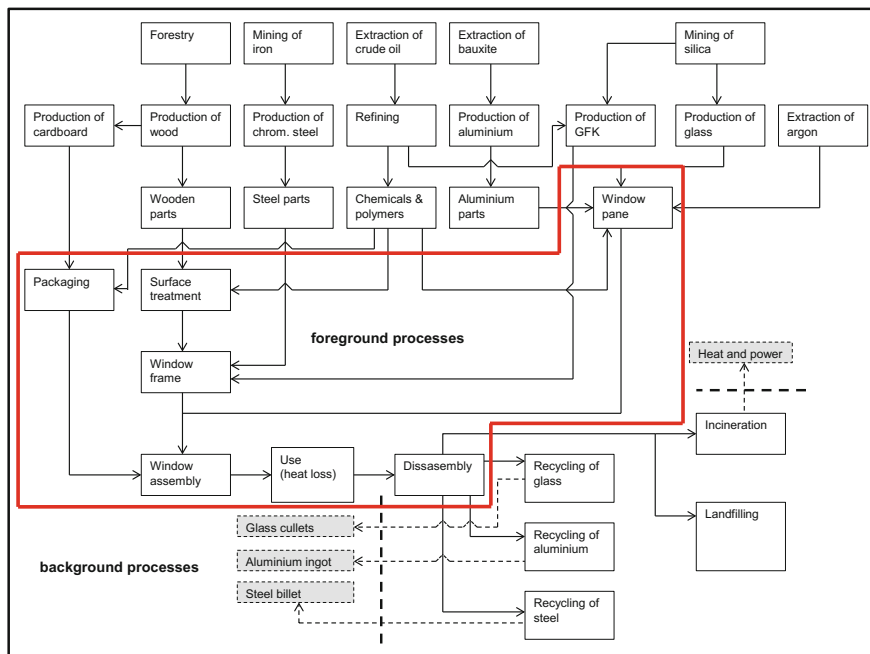 Forestry
Mining of
iron
Extraction of
crude oil
Extraction of
bauxite
Mining of
silica
Production of
cardboard
Production of
wood
Production of
chrom. steel
Refining
Production of
aluminium
Production of
GFK
Production of
glass
Extraction of
argon
Wooden
parts
Steel parts
Chemicals &
polymers
Aluminium
parts
Window
pane
Packaging
Surface
treatment
foreground processes
Window
frame
Heat and power
Incineration
Window
assembly
Use
(heat loss)
Dissasembly
Recycling of
glass
Landfilling
Glass cullets
Recycling of
aluminium
Aluminium ingot
background processes
Steel billet
Recycling of
steel